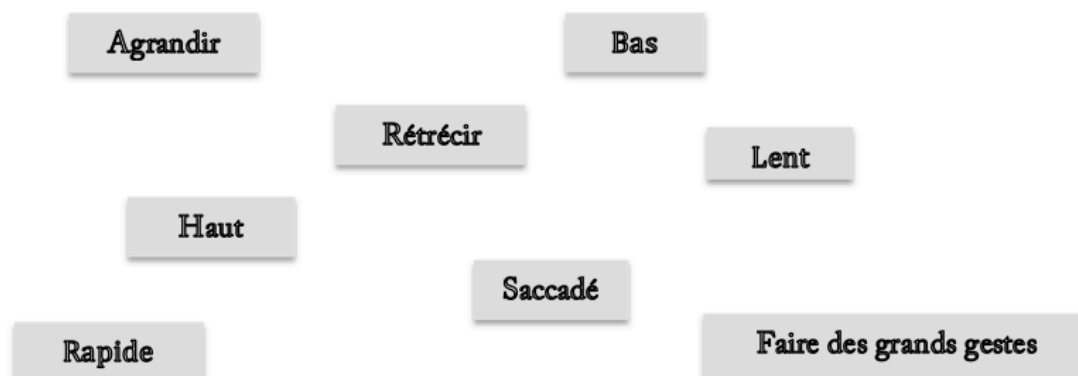 Agrandir
Bas
Rétrécir
Lent
Haut
Saccadé
Rapide
Faire des grands gestes